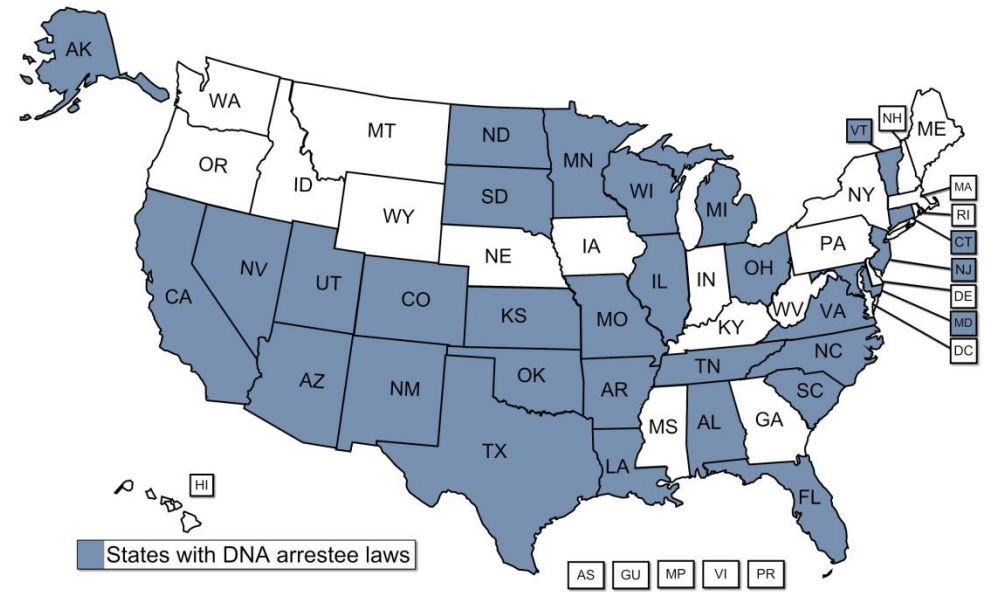 AK
WA
MT
ND
MN
VT
NH
ME
OR
ID
SD
WI
MI
NY
MA
WY
RI
NE
IA
PA
CT
NV
UT
CO
IL
IN
OH
NJ
CA
KS
MO
KY
WV
VA
DE
MD
AZ
NM
OK
AR
TN
NC
DC
SC
TX
MS
AL
GA
LA
FL
HI
States with DNA arrestee laws
AS GU MP VI PR